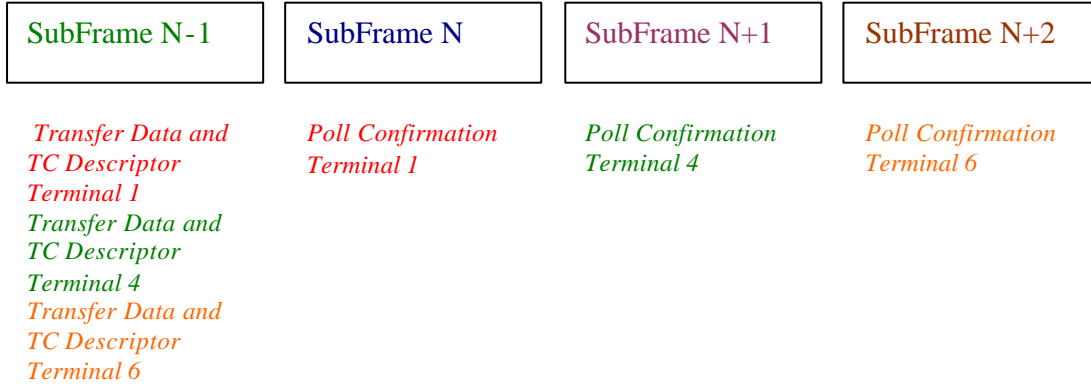 SubFrame N-1
SubFrame N
SubFrame N+1
SubFrame N+2
Transfer Data and
TC Descriptor
Terminal 1
Transfer Data and
TC Descriptor
Terminal 4
Transfer Data and
TC Descriptor
Terminal 6
Poll Confirmation
Terminal 1
Poll Confirmation
Terminal 4
Poll Confirmation
Terminal 6